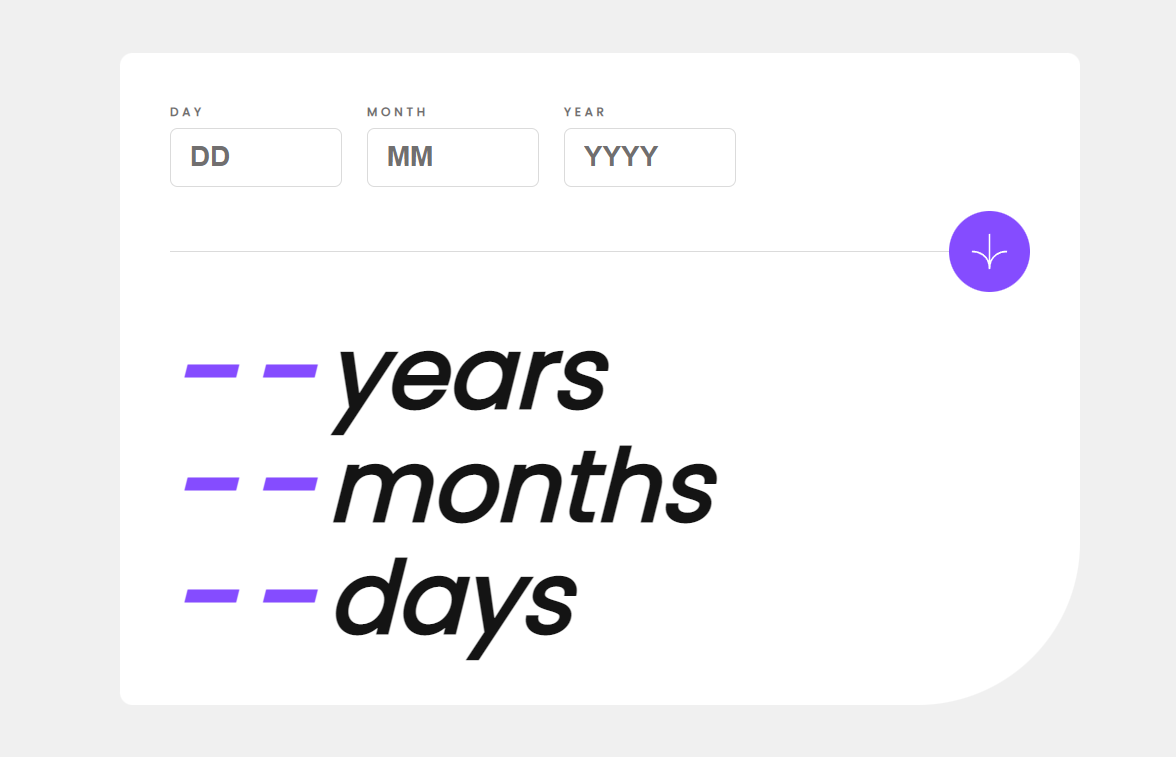 DAY MONTH YEAR
DD MM YYYY
-- years
-- months
-- days